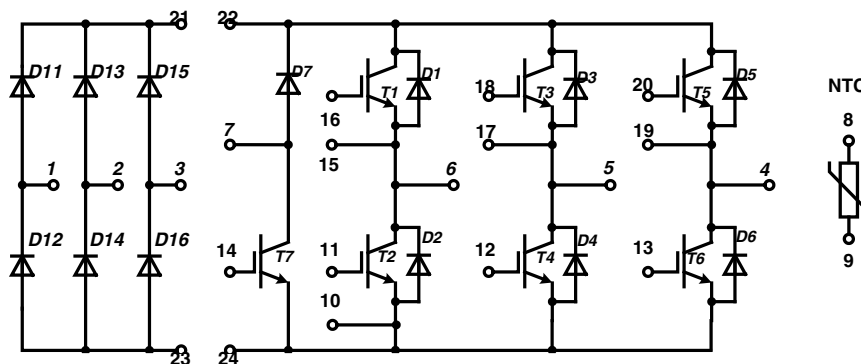 21 22
D11 D13 D15 D7 D1 D3 D5
T1 T3 T5
16 18 20
NTC
8
7 15 17 19
1 2 3 6 5 4
D12 D14 D16 D2 D4 D6
14 T7 11 T2 12 T4 13 T6
9
10
23 24